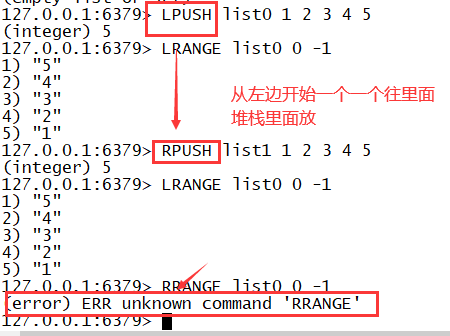 127.0.0.1:6379> LPUSH list0 1 2 3 4 5
(integer) 5
127.0.0.1:6379> LRANGE list0 0 -1
1) "5"
2) "4"
3) "3"
4) "2"
5) "1"
从左边开始一个一个往里面
堆栈里面放
127.0.0.1:6379> RPUSH list1 1 2 3 4 5
(integer) 5
127.0.0.1:6379> LRANGE list0 0 -1
1) "5"
2) "4"
3) "3"
4) "2"
5) "1"
127.0.0.1:6379> RRANGE list0 0 -1
(error) ERR unknown command 'RRANGE'
127.0.0.1:6379>